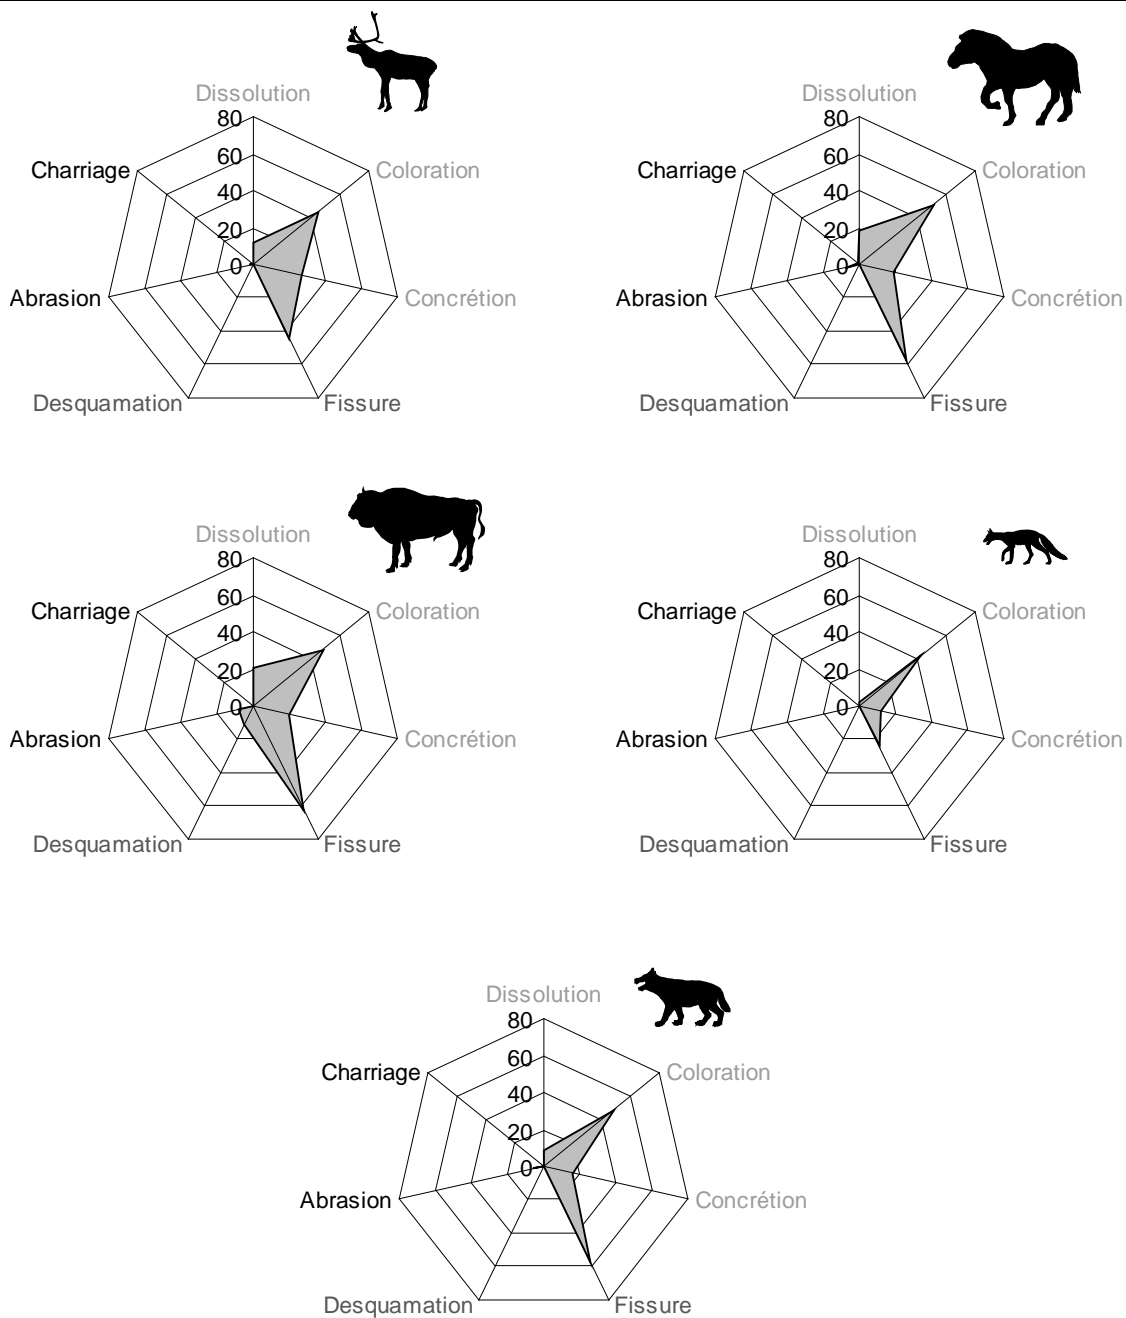 Dissolution
80
60
40
20
0
Charriage
Coloration
Abrasion
Concrétion
Desquamation
Fissure
Dissolution
80
60
40
20
0
Charriage
Coloration
Abrasion
Concrétion
Desquamation
Fissure
Dissolution
80
60
40
20
0
Charriage
Coloration
Abrasion
Concrétion
Desquamation
Fissure
Dissolution
80
60
40
20
0
Charriage
Coloration
Abrasion
Concrétion
Desquamation
Fissure
Dissolution
80
60
40
20
0
Charriage
Coloration
Abrasion
Concrétion
Desquamation
Fissure